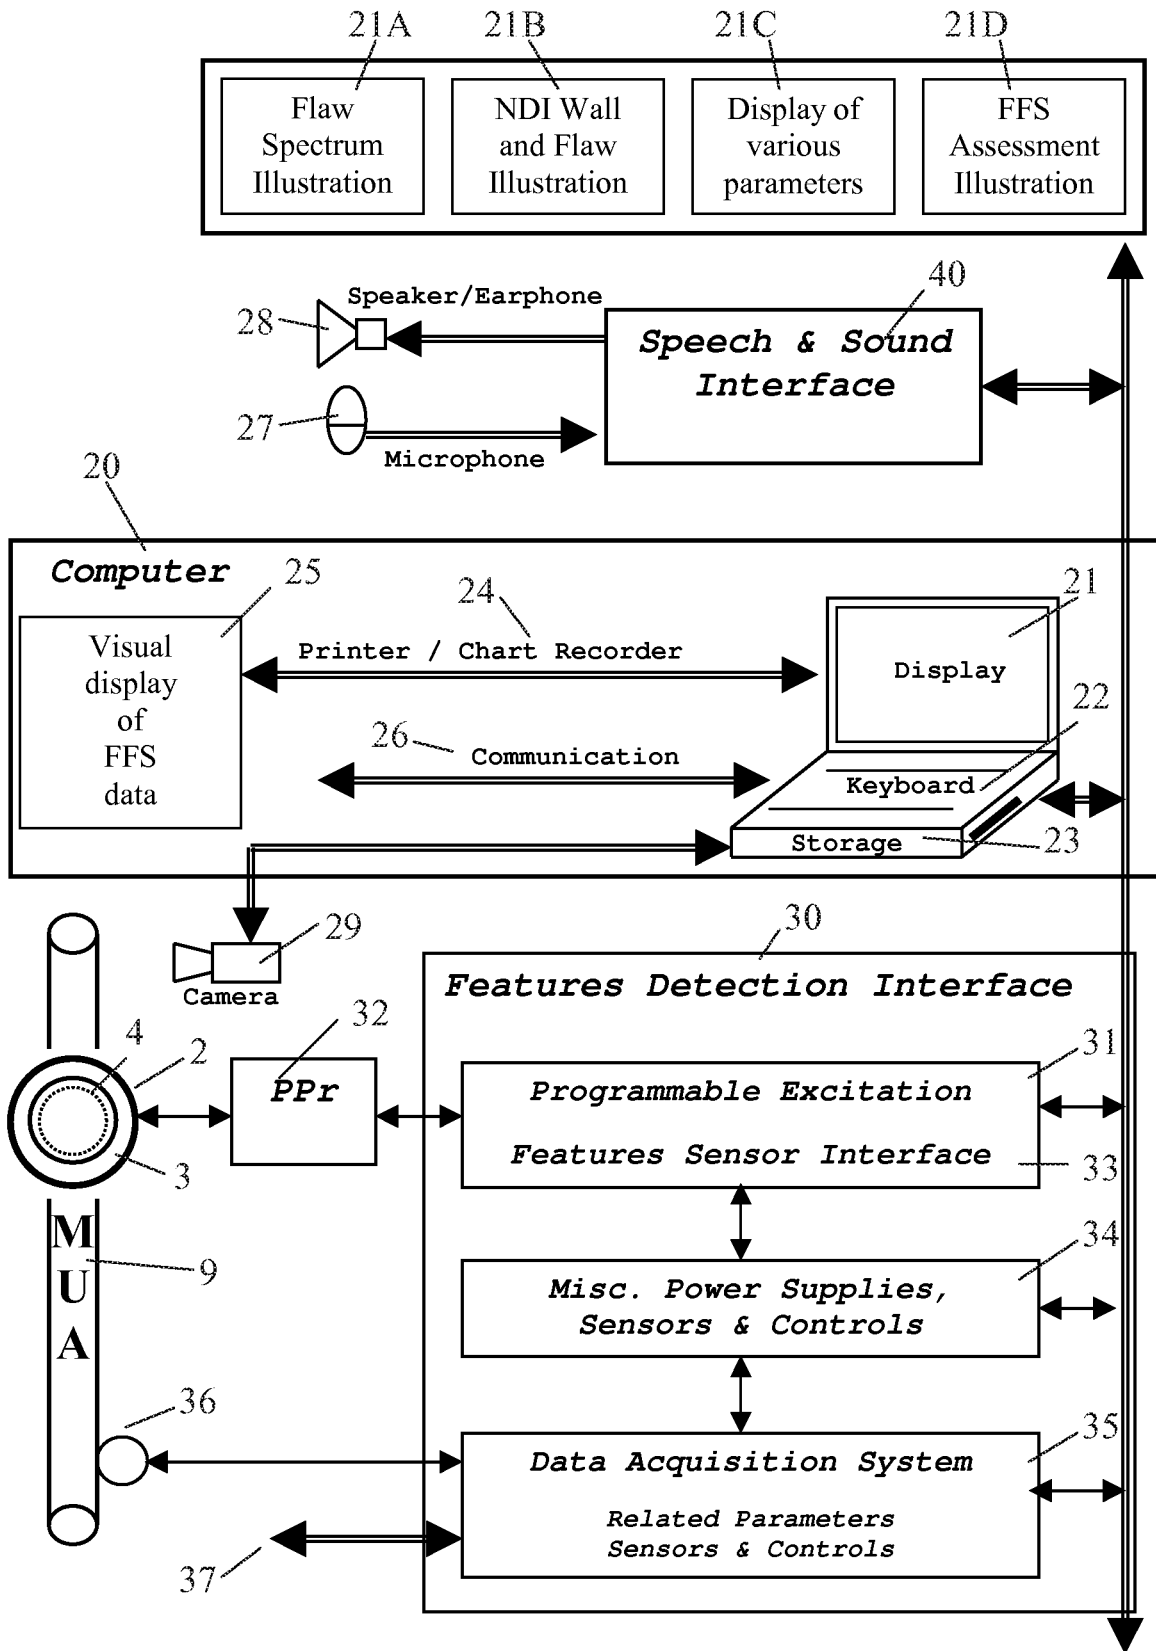 21A 21B 21C 21D
Flaw
Spectrum
Illustration
NDI Wall
and Flaw
Illustration
Display of
various
parameters
FFS
Assessment
Illustration
Speaker/Earphone
28
40
Speech & Sound
Interface
27
Microphone
20
Computer
25
24
21
Visual
display
of
FFS
data
Printer / Chart Recorder
Display
26
Communication
22
Keyboard
Storage
23
29
Camera
30
Features Detection Interface
4
2
32
PPr
31
Programmable Excitation
Features Sensor Interface
33
3
M
U
A
9
34
Misc. Power Supplies,
Sensors & Controls
36
35
Data Acquisition System
Related Parameters
Sensors & Controls
37